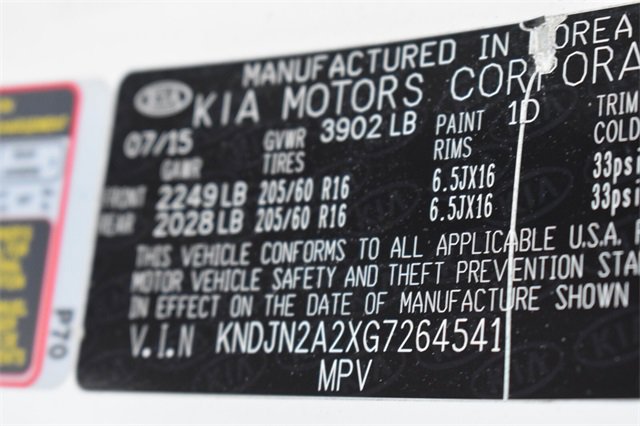 MANUFACTURED IN KOREA
KIA KIA MOTORS CORPORA
07/15 GVWR 3902 LB PAINT 1D TRIM
GAWR TIRES RIMS COLD
FRONT 2249 LB 205/60 R16 6.5JX16 33psi
REAR 2028 LB 205/60 R16 6.5JX16 33psi
THIS VEHICLE CONFORMS TO ALL APPLICABLE U.S.A. F
MOTOR VEHICLE SAFETY AND THEFT PREVENTION STA
IN EFFECT ON THE DATE OF MANUFACTURE SHOWN
V.I.N KNDJN2A2XG7264541
MPV
P70